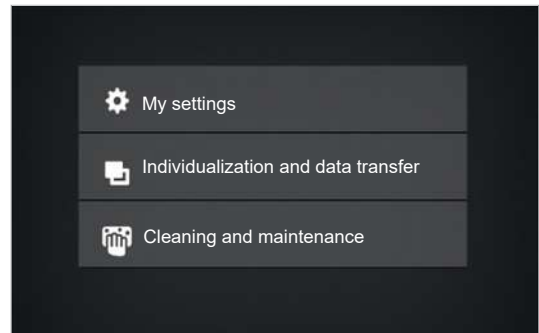 My settings
Individualization and data transfer
Cleaning and maintenance